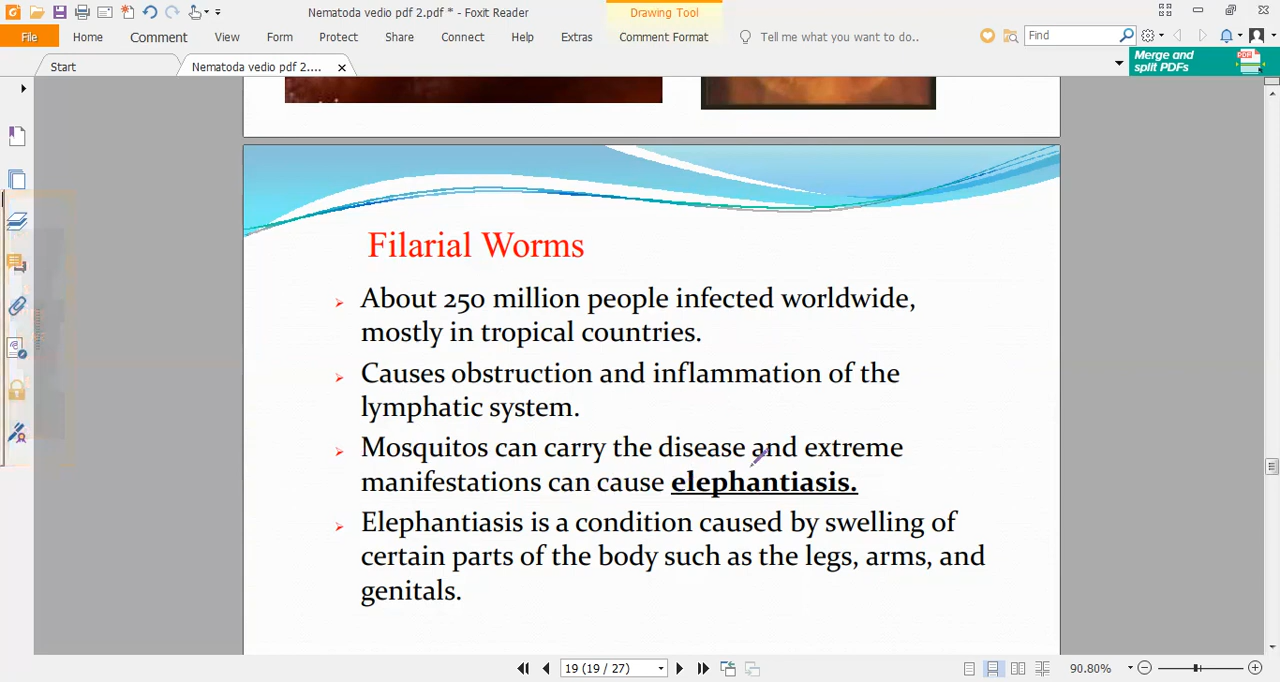 Nematoda vedio pdf 2.pdf * - Foxit Reader
Drawing Tool
File
Home
Comment
View
Form
Protect
Share
Connect
Help
Extras
Comment Format
Tell me what you want to do..
Find
Start
Nematoda vedio pdf 2....
Merge and
split PDFs
Filarial Worms
About 250 million people infected worldwide,
mostly in tropical countries.
Causes obstruction and inflammation of the
lymphatic system.
Mosquitos can carry the disease and extreme
manifestations can cause elephantiasis.
Elephantiasis is a condition caused by swelling of
certain parts of the body such as the legs, arms, and
genitals.
19 (19 / 27)
90.80%